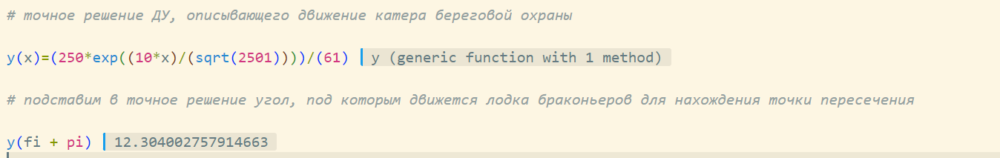 # точное решение ДУ, описывающего движение катера береговой охраны
y(x)=(250*exp((10*x)/(sqrt(2501))))/(61) y (generic function with 1 method)
# подставим в точное решение угол, под которым движется лодка браконьеров для нахождения точки пересечения
y(fi + pi) 12.304002757914663